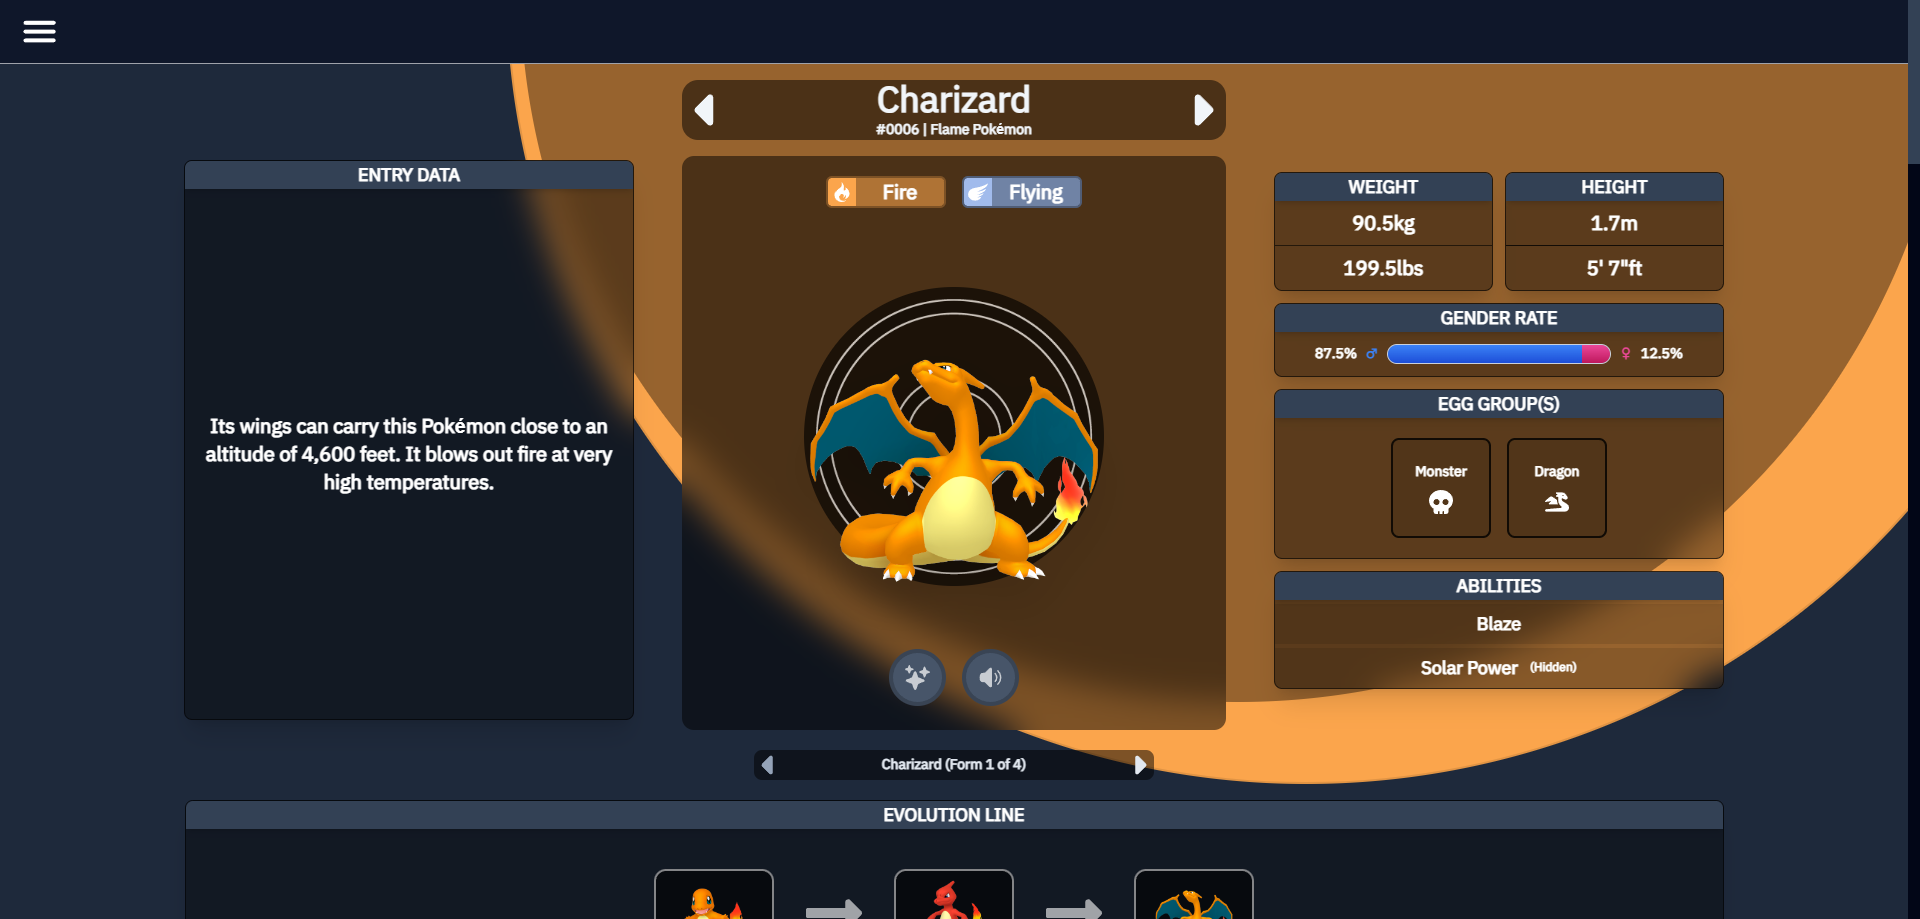 Charizard
#0006 | Flame Pokémon
ENTRY DATA
Its wings can carry this Pokémon close to an
altitude of 4,600 feet. It blows out fire at very
high temperatures.
Fire
Flying
Charizard (Form 1 of 4)
WEIGHT
90.5kg
199.5lbs
HEIGHT
1.7m
5' 7"ft
GENDER RATE
87.5% ♂ ♀ 12.5%
EGG GROUP(S)
Monster
Dragon
ABILITIES
Blaze
Solar Power (Hidden)
EVOLUTION LINE